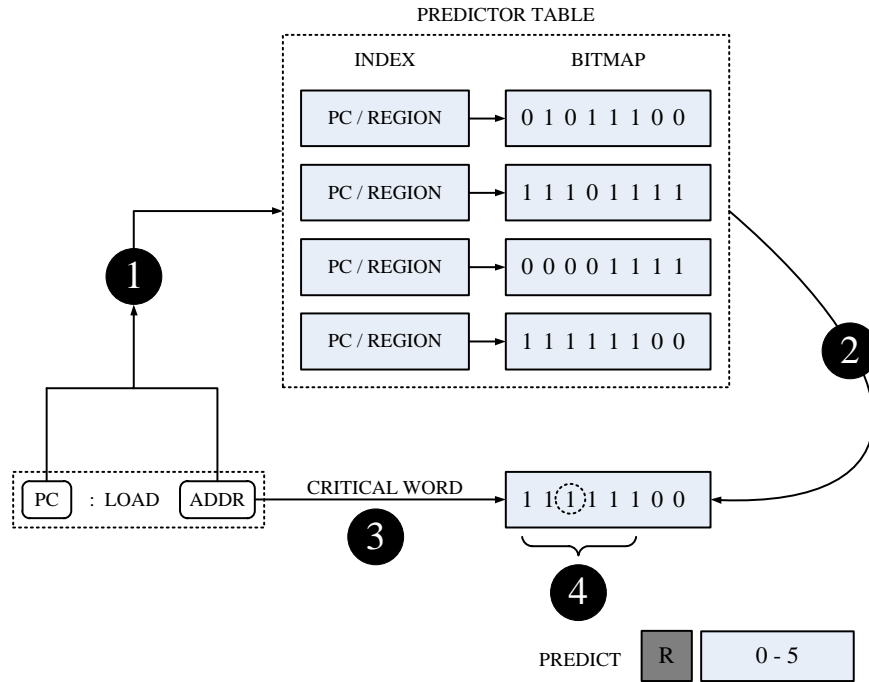 PREDICTOR TABLE
INDEX BITMAP
PC / REGION 0 1 0 1 1 1 0 0
PC / REGION 1 1 1 0 1 1 1 1
1
PC / REGION 0 0 0 0 1 1 1 1
PC / REGION 1 1 1 1 1 1 0 0
2
PC : LOAD ADDR CRITICAL WORD 1 1 1 1 1 1 0 0
3
4
PREDICT R 0 - 5